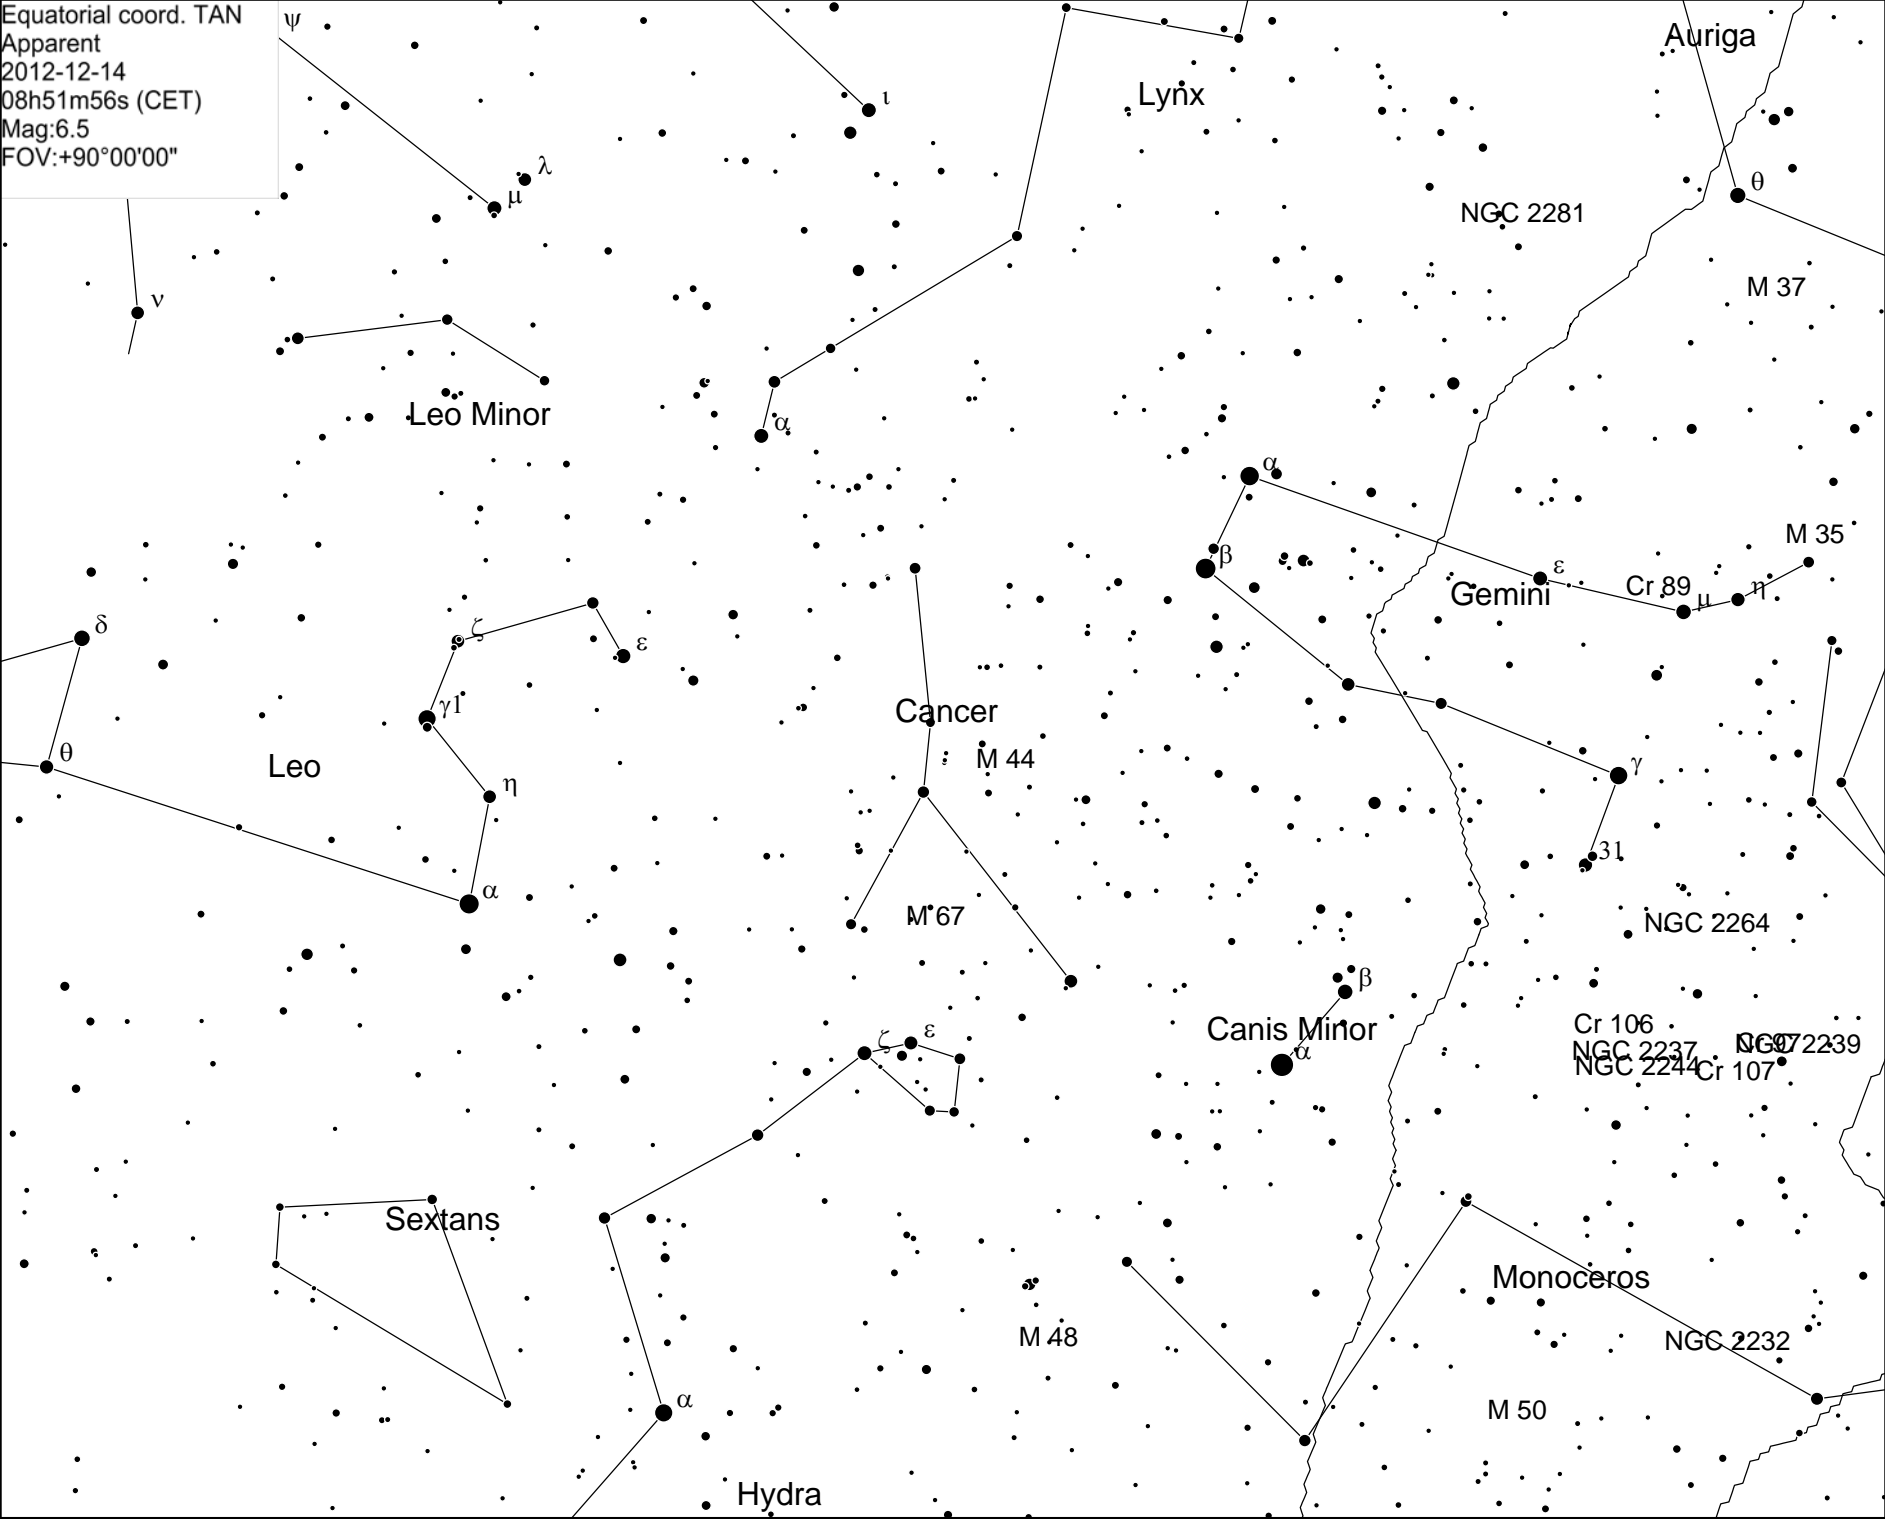 Equatorial coord. TAN
Apparent
2012-12-14
08h51m56s (CET)
Mag:6.5
FOV:+90°00'00"
ψ
Auriga
ι
Lynx
λ
μ
θ
NGC 2281
ν
M 37
Leo Minor
α
α
M 35
β
ε
Gemini
Cr 89
μ
η
δ
ζ
ε
γ1
Cancer
θ
Leo
M 44
γ
η
31
α
M 67
NGC 2264
β
Canis Minor
α
ζ
ε
Cr 106
NGC 2237
NGC 2244
Cr 97
NGC 2239
Cr 107
Sextans
Monoceros
M 48
NGC 2232
α
M 50
Hydra